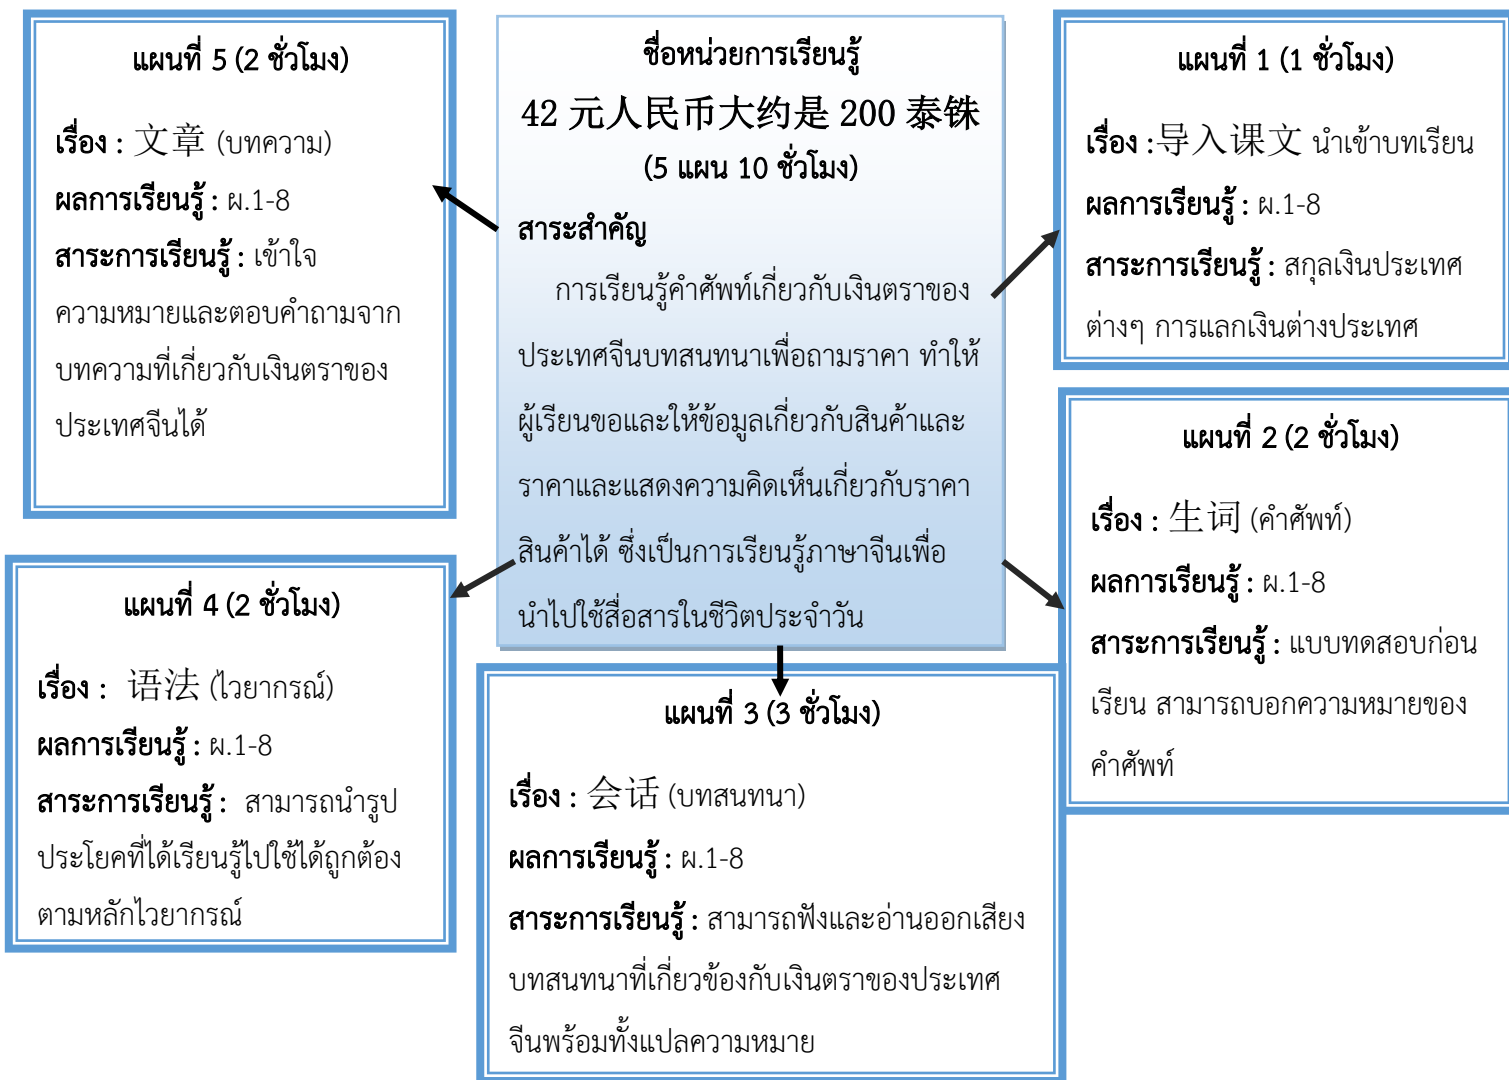 ชื่อหน่วยการเรียนรู้
42 元人民币大约是 200 泰铢
(5 แผน 10 ชั่วโมง)
สาระสำคัญ
การเรียนรู้คำศัพท์เกี่ยวกับเงินตราของ
ประเทศจีนบทสนทนาเพื่อถามราคา ทำให้
ผู้เรียนขอและให้ข้อมูลเกี่ยวกับสินค้าและ
ราคาและแสดงความคิดเห็นเกี่ยวกับราคา
สินค้าได้ ซึ่งเป็นการเรียนรู้ภาษาจีนเพื่อ
นำไปใช้สื่อสารในชีวิตประจำวัน
แผนที่ 1 (1 ชั่วโมง)
เรื่อง :导入课文 นำเข้าบทเรียน
ผลการเรียนรู้ : ผ.1-8
สาระการเรียนรู้ : สกุลเงินประเทศ
ต่างๆ การแลกเงินต่างประเทศ
แผนที่ 2 (2 ชั่วโมง)
เรื่อง : 生词 (คำศัพท์)
ผลการเรียนรู้ : ผ.1-8
สาระการเรียนรู้ : แบบทดสอบก่อน
เรียน สามารถบอกความหมายของ
คำศัพท์
แผนที่ 3 (3 ชั่วโมง)
เรื่อง : 会话 (บทสนทนา)
ผลการเรียนรู้ : ผ.1-8
สาระการเรียนรู้ : สามารถฟังและอ่านออกเสียง
บทสนทนาที่เกี่ยวข้องกับเงินตราของประเทศ
จีนพร้อมทั้งแปลความหมาย
แผนที่ 4 (2 ชั่วโมง)
เรื่อง : 语法 (ไวยากรณ์)
ผลการเรียนรู้ : ผ.1-8
สาระการเรียนรู้ : สามารถนำรูป
ประโยคที่ได้เรียนรู้ไปใช้ได้ถูกต้อง
ตามหลักไวยากรณ์
แผนที่ 5 (2 ชั่วโมง)
เรื่อง : 文章 (บทความ)
ผลการเรียนรู้ : ผ.1-8
สาระการเรียนรู้ : เข้าใจ
ความหมายและตอบคำถามจาก
บทความที่เกี่ยวกับเงินตราของ
ประเทศจีนได้